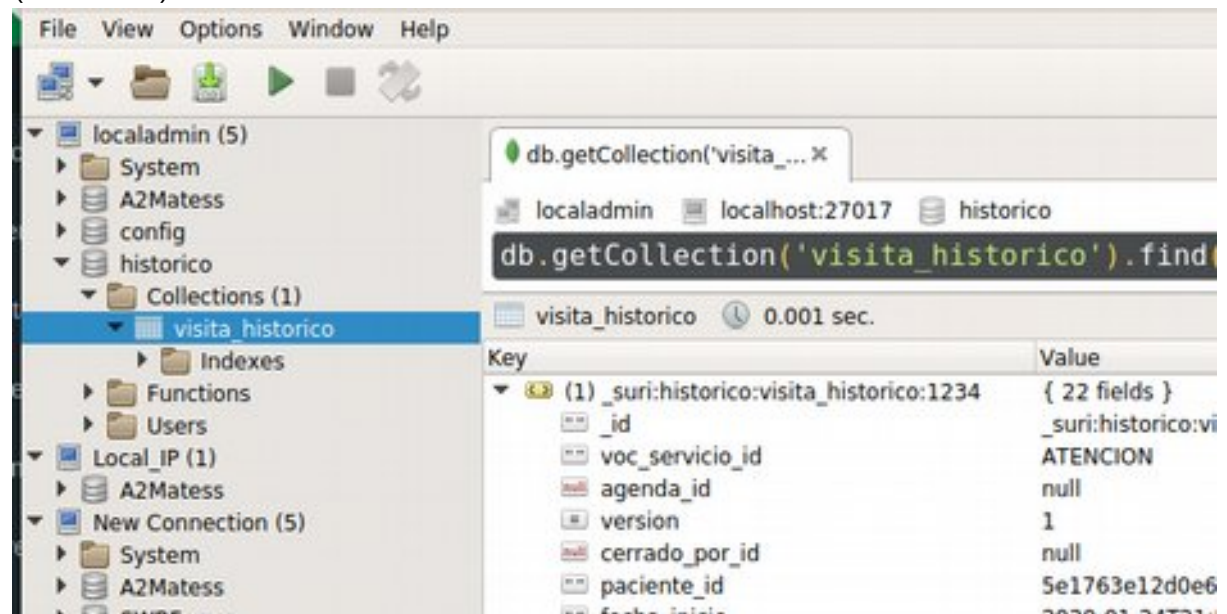 File View Options Window Help
localadmin (5)
System
A2Matess
config
historico
Collections (1)
visita_historico
Indexes
Functions
Users
Local_IP (1)
A2Matess
New Connection (5)
System
A2Matess
db.getCollection('visita_... ×
localadmin localhost:27017 historico
db.getCollection('visita_historico').find(
visita_historico 0.001 sec.
Key Value
(1) _suri:historico:visita_historico:1234 { 22 fields }
_id _suri:historico:vi
voc_servicio_id ATENCION
agenda_id null
version 1
cerrado_por_id null
paciente_id 5e1763e12d0e6